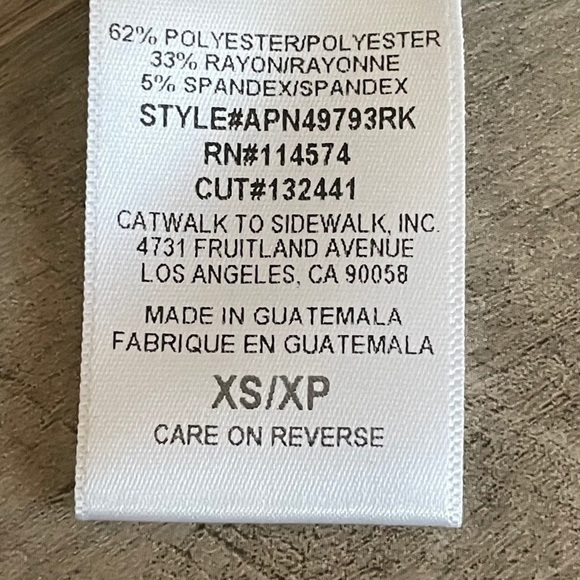 62% POLYESTER/POLYESTER
33% RAYON/RAYONNE
5% SPANDEX/SPANDEX
STYLE#APN49793RK
RN#114574
CUT#132441
CATWALK TO SIDEWALK, INC.
4731 FRUITLAND AVENUE
LOS ANGELES, CA 90058
MADE IN GUATEMALA
FABRIQUE EN GUATEMALA
XS/XP
CARE ON REVERSE